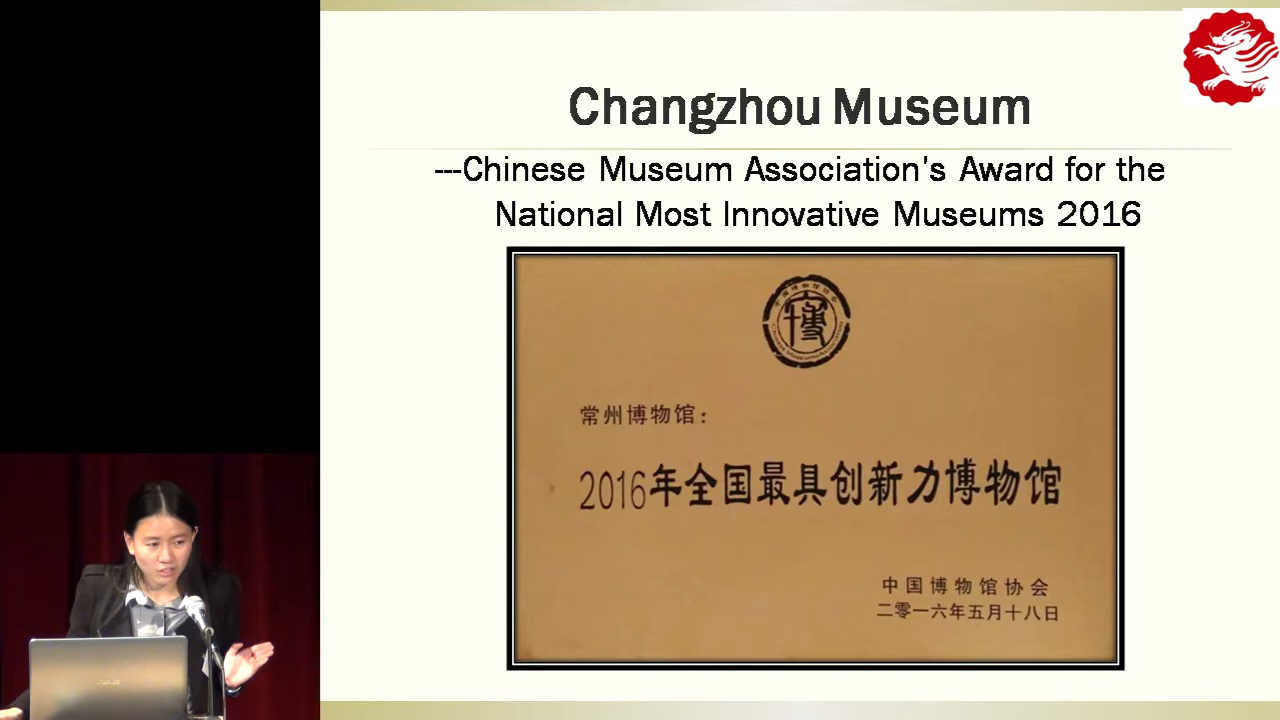 Changzhou Museum
---Chinese Museum Association's Award for the
National Most Innovative Museums 2016
常州博物馆：
2016年全国最具创新力博物馆
中国博物馆协会
二零一六年五月十八日